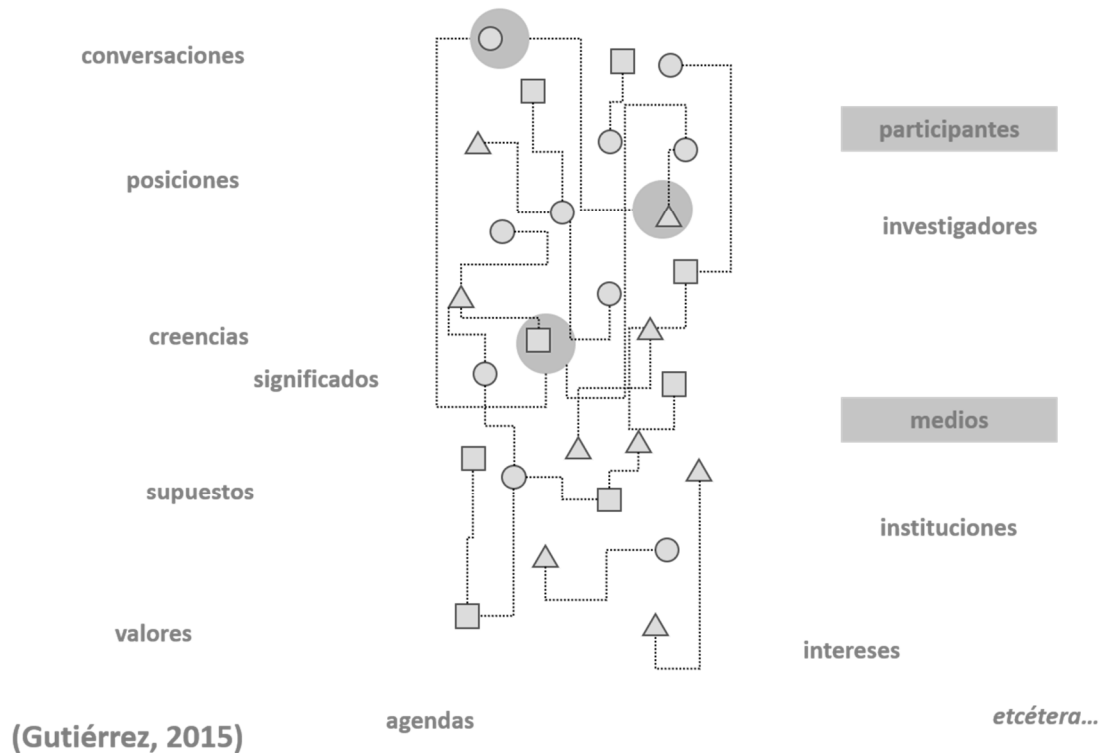 conversaciones
participantes
posiciones
investigadores
creencias
significados
medios
supuestos
instituciones
valores
intereses
agendas
etcétera...
(Gutiérrez, 2015)